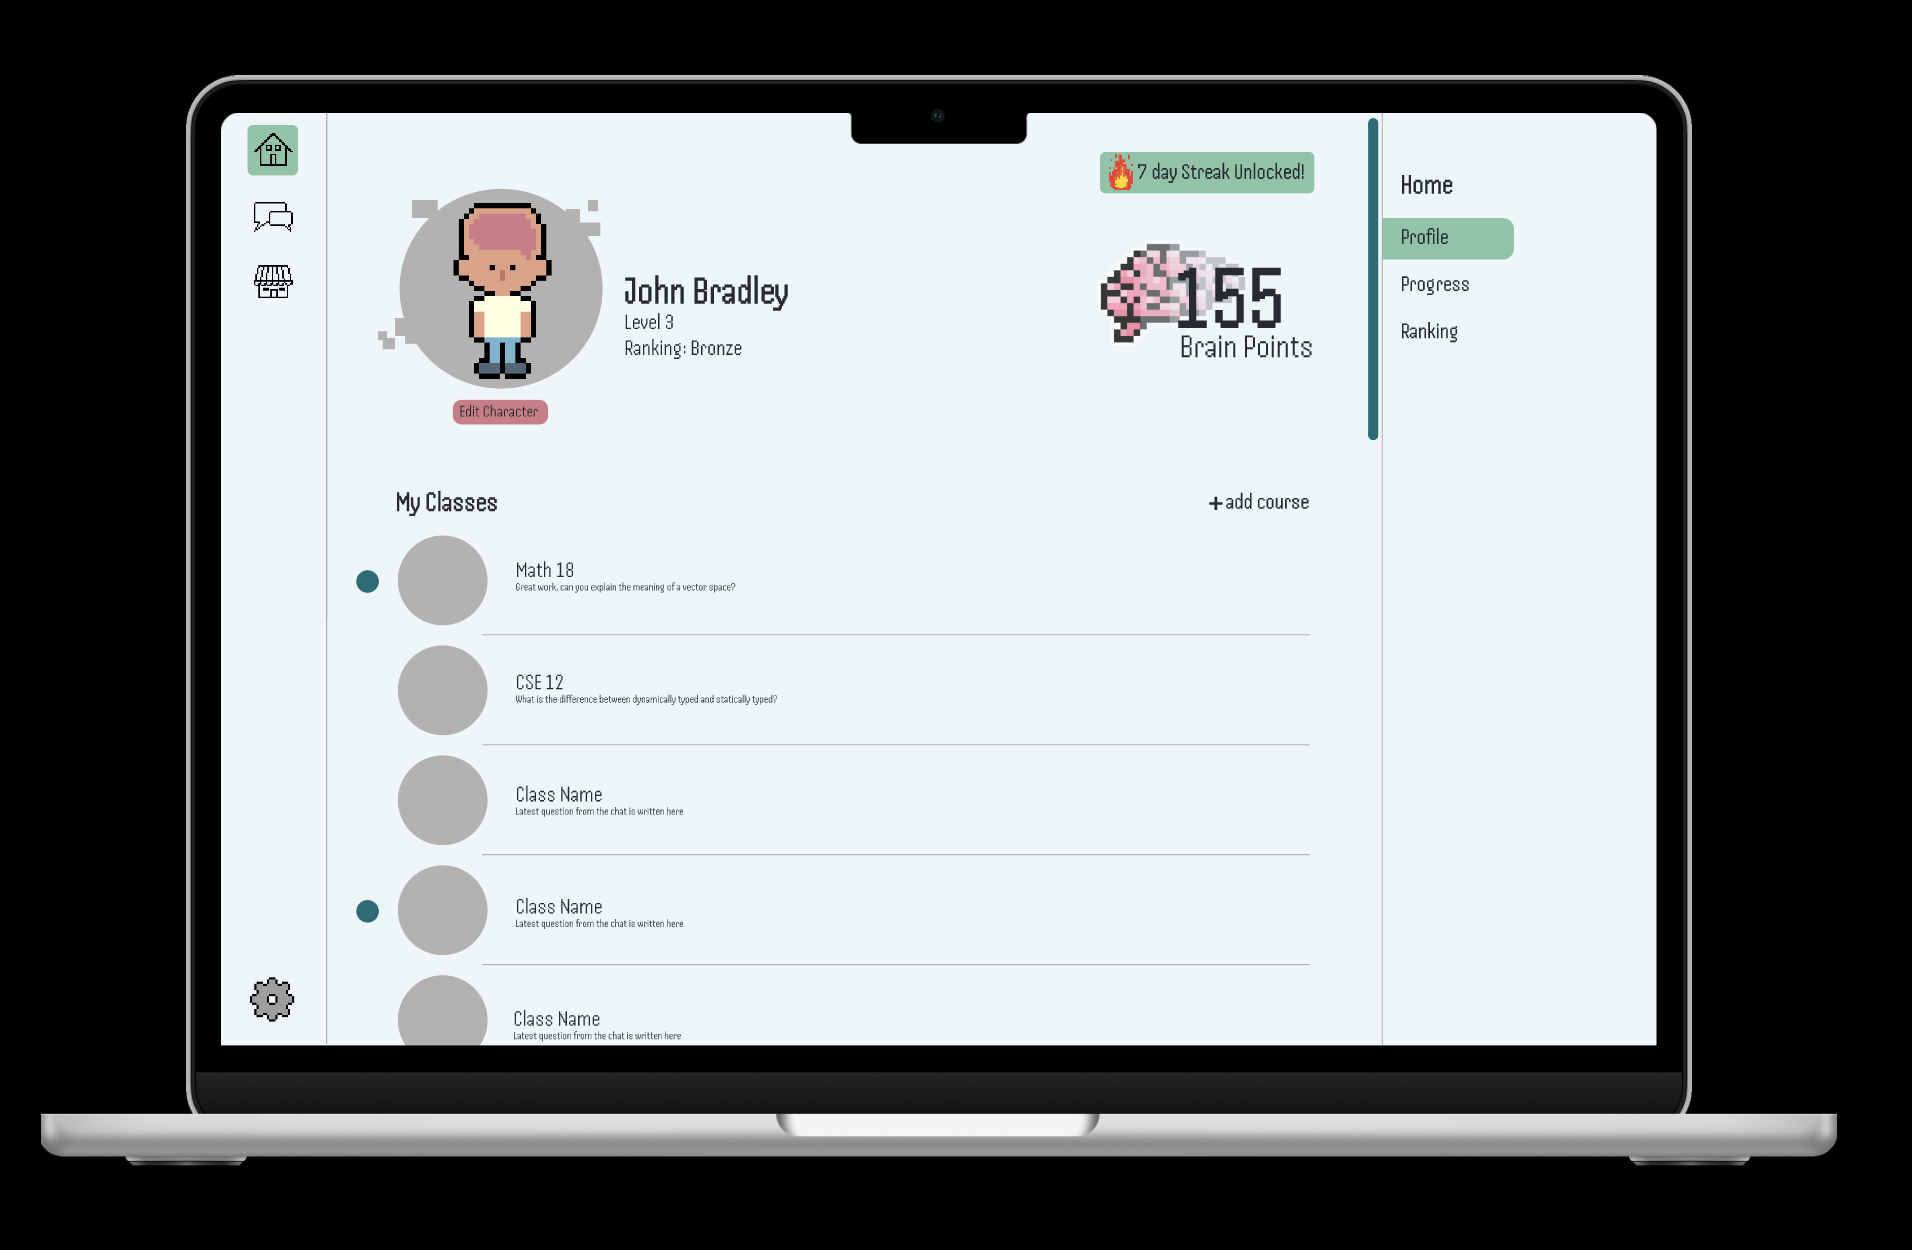 7 day Streak Unlocked!
Home
Profile
Progress
Ranking
John Bradley
Level 3
Ranking: Bronze
155
Brain Points
Edit Character
My Classes
+add course
Math 18
Great work, can you explain the meaning of a vector space?
CSE 12
What is the difference between dynamically typed and statically typed?
Class Name
Latest question from the chat is written here
Class Name
Latest question from the chat is written here
Class Name
Latest question from the chat is written here